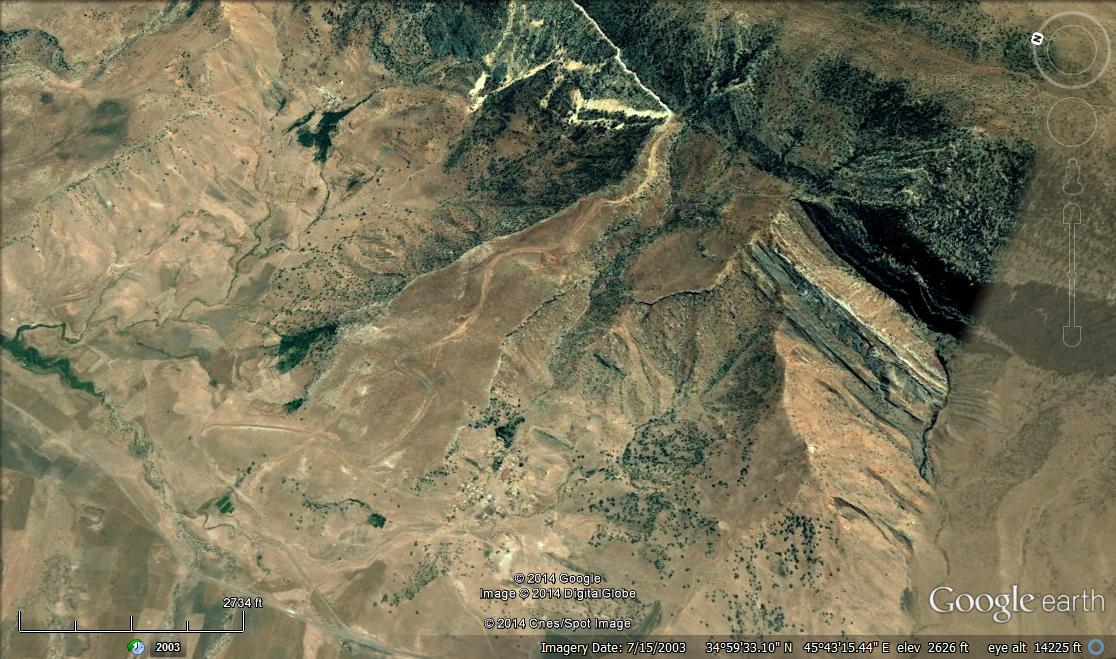 N
2734 ft
© 2014 Google
Image © 2014 DigitalGlobe
© 2014 Cnes/Spot Image
Google earth
2003
Imagery Date: 7/15/2003 34°59'33.10" N 45°43'15.44" E elev 2626 ft eye alt 14225 ft